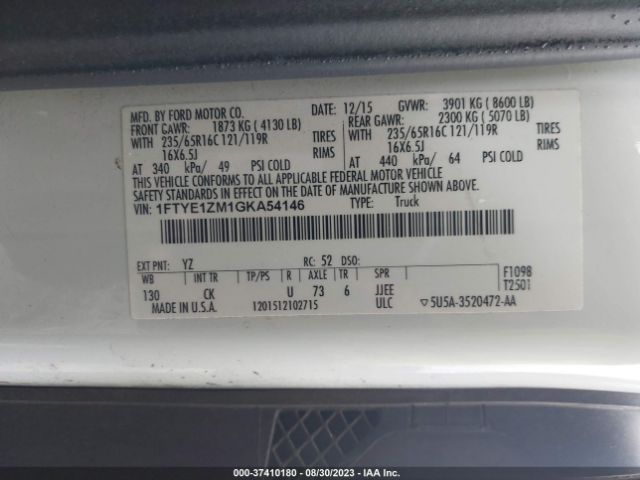 MFD. BY FORD MOTOR CO. DATE: 12/15 GVWR: 3901 KG ( 8600 LB)
FRONT GAWR: 1873 KG ( 4130 LB) REAR GAWR: 2300 KG ( 5070 LB)
WITH 235/65R16C 121/119R TIRES WITH 235/65R16C 121/119R TIRES
16X6.5J RIMS 16X6.5J RIMS
AT 340 kPa/ 49 PSI COLD AT 440 kPa/ 64 PSI COLD
THIS VEHICLE CONFORMS TO ALL APPLICABLE FEDERAL MOTOR VEHICLE
SAFETY STANDARDS IN EFFECT ON THE DATE OF MANUFACTURE SHOWN ABOVE.
VIN: 1FTYE1ZM1GKA54146 TYPE: Truck
EXT PNT: YZ RC: 52 DSO:
WB INT TR TP/PS R AXLE TR SPR F1098
130 CK U 73 6 JJEE T2501
MADE IN U.S.A. 1201512102715 ULC ▽5U5A-3520472-AA
000-37410180 - 08/30/2023 - IAA Inc.